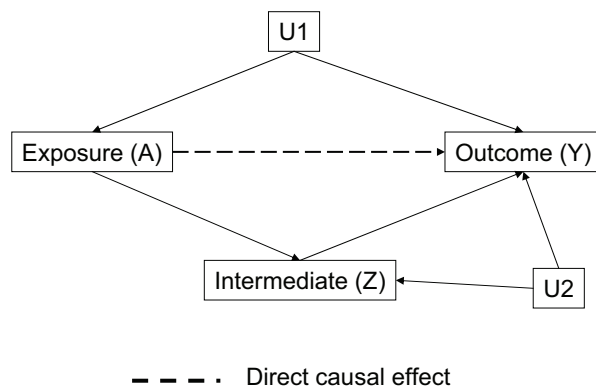 U1
Exposure (A)
Outcome (Y)
Intermediate (Z)
U2
Direct causal effect